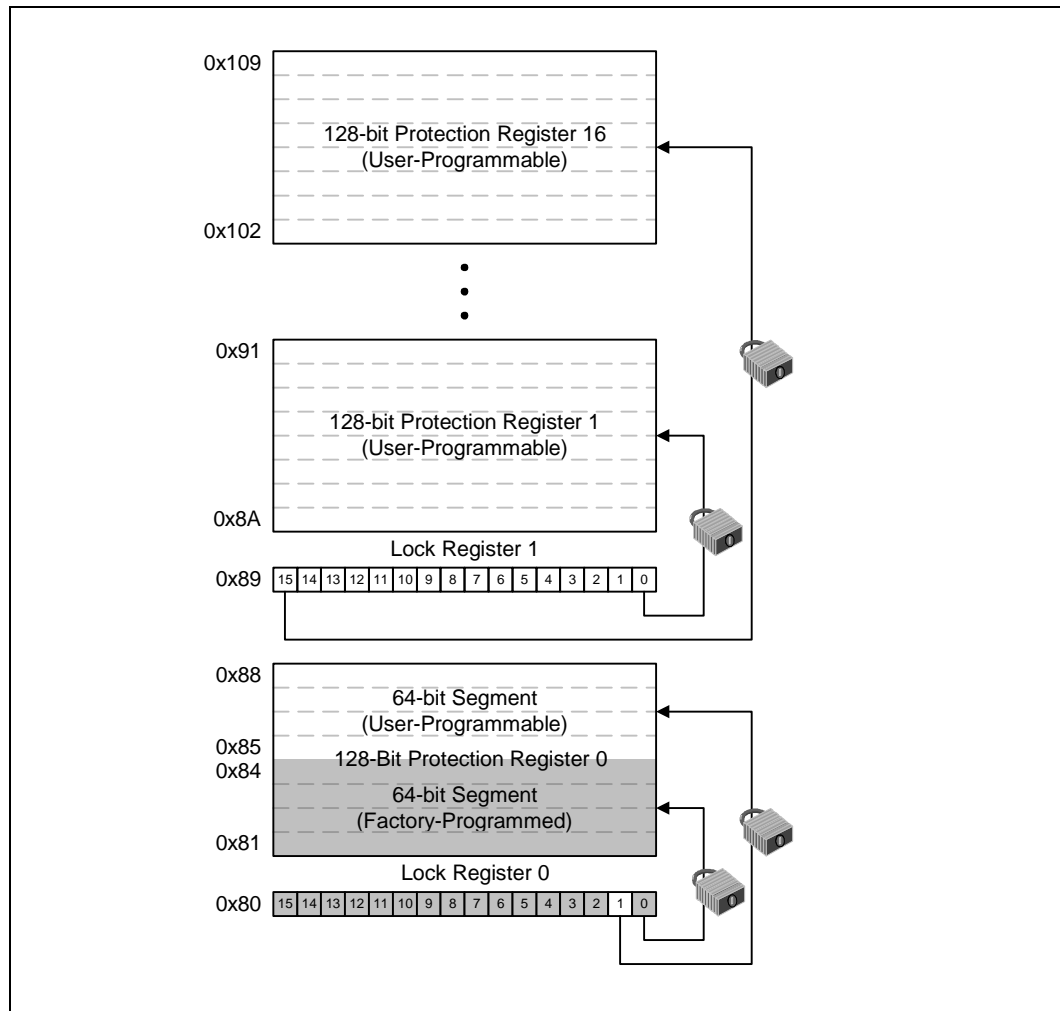 0x109
128-bit Protection Register 16
(User-Programmable)
0x102
0x91
128-bit Protection Register 1
(User-Programmable)
0x8A
Lock Register 1
0x89
15 14 13 12 11 10 9 8 7 6 5 4 3 2 1 0
0x88
64-bit Segment
(User-Programmable)
0x85
128-Bit Protection Register 0
0x84
64-bit Segment
(Factory-Programmed)
0x81
Lock Register 0
0x80
15 14 13 12 11 10 9 8 7 6 5 4 3 2 1 0